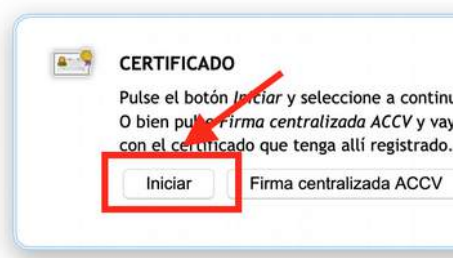 CERTIFICADO
Pulse el botón Iniciar y seleccione a continu
O bien pulse Firma centralizada ACCV y vay
con el certificado que tenga allí registrado.
Iniciar
Firma centralizada ACCV